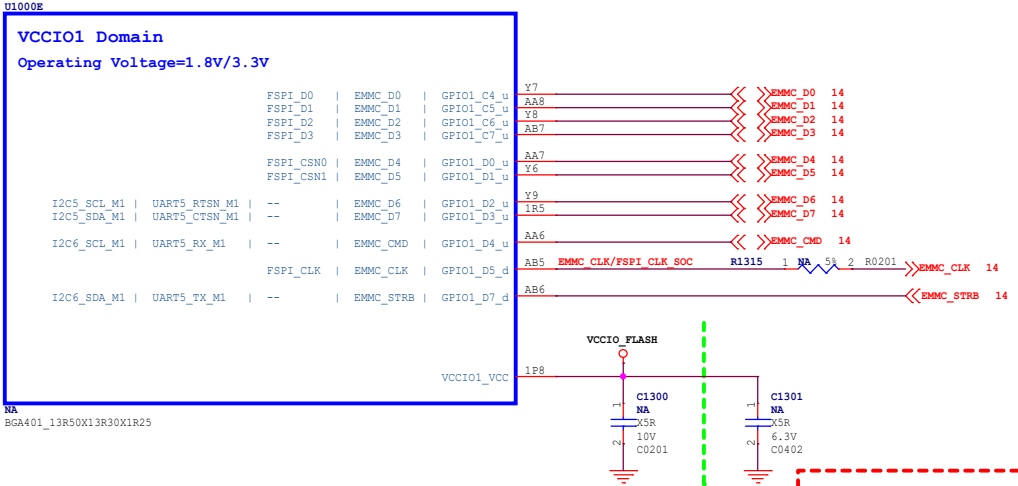 U1000E
VCCIO1 Domain
Operating Voltage=1.8V/3.3V
FSPI_D0 | EMMC_D0 | GPIO1_C4_u Y7 EMMC_D0 14
FSPI_D1 | EMMC_D1 | GPIO1_C5_u AA8 EMMC_D1 14
FSPI_D2 | EMMC_D2 | GPIO1_C6_u Y8 EMMC_D2 14
FSPI_D3 | EMMC_D3 | GPIO1_C7_u AB7 EMMC_D3 14
FSPI_CSN0 | EMMC_D4 | GPIO1_D0_u AA7 EMMC_D4 14
FSPI_CSN1 | EMMC_D5 | GPIO1_D1_u Y6 EMMC_D5 14
I2C5_SCL_M1 | UART5_RTSN_M1 | -- | EMMC_D6 | GPIO1_D2_u Y9 EMMC_D6 14
I2C5_SDA_M1 | UART5_CTSN_M1 | -- | EMMC_D7 | GPIO1_D3_u 1R5 EMMC_D7 14
I2C6_SCL_M1 | UART5_RX_M1 | -- | EMMC_CMD | GPIO1_D4_u AA6 EMMC_CMD 14
FSPI_CLK | EMMC_CLK | GPIO1_D5_d AB5 EMMC_CLK/FSPI_CLK_SOC R1315 1 NA 5% 2 R0201 EMMC_CLK 14
I2C6_SDA_M1 | UART5_TX_M1 | -- | EMMC_STRB | GPIO1_D7_d AB6 EMMC_STRB 14
VCCIO_FLASH
VCCIO1_VCC 1P8
1 C1300 1 C1301
NA NA
X5R X5R
2 10V 2 6.3V
C0201 C0402
NA
BGA401_13R50X13R30X1R25